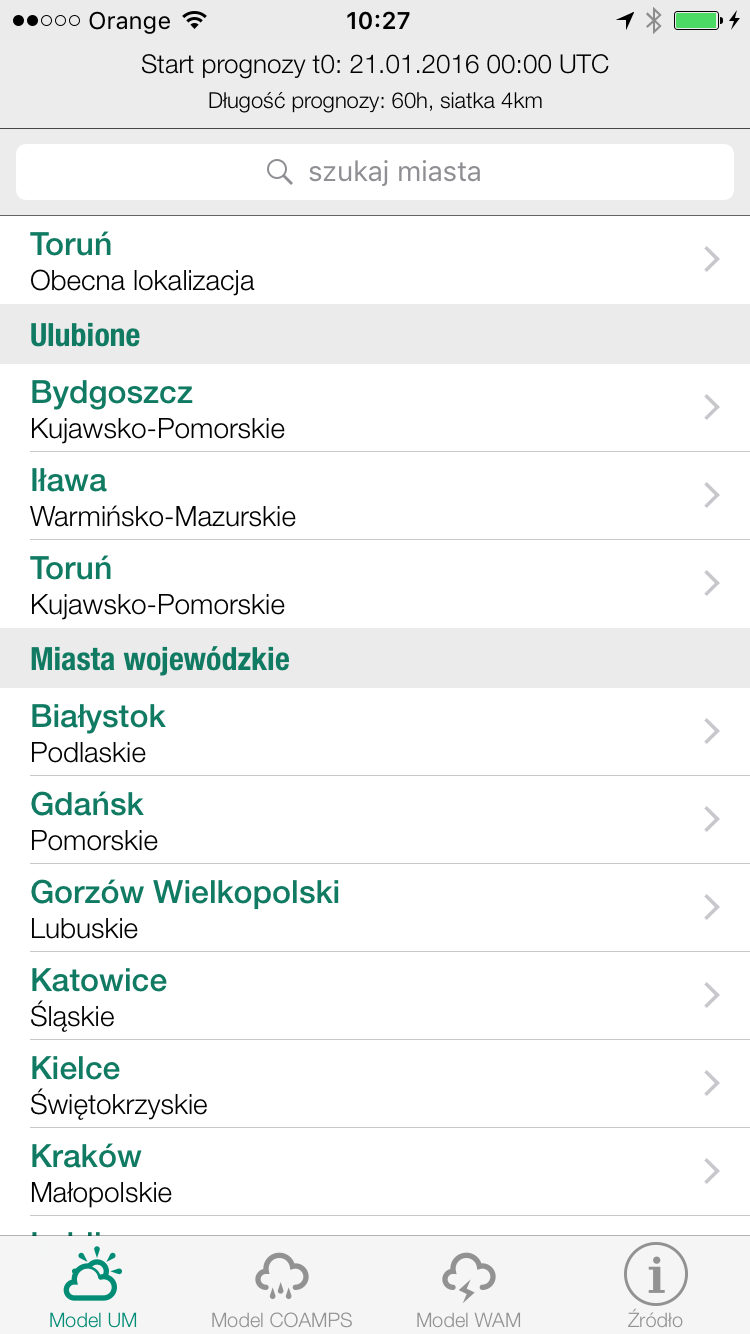 Orange 10:27
Start prognozy t0: 21.01.2016 00:00 UTC
Długość prognozy: 60h, siatka 4km
szukaj miasta
Toruń
Obecna lokalizacja
Ulubione
Bydgoszcz
Kujawsko-Pomorskie
Iława
Warmińsko-Mazurskie
Toruń
Kujawsko-Pomorskie
Miasta wojewódzkie
Białystok
Podlaskie
Gdańsk
Pomorskie
Gorzów Wielkopolski
Lubuskie
Katowice
Śląskie
Kielce
Świętokrzyskie
Kraków
Małopolskie
Model UM Model COAMPS Model WAM Źródło